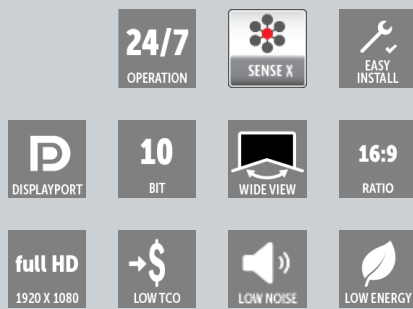 24/7
OPERATION
SENSE X
EASY
INSTALL
DISPLAYPORT
10
BIT
WIDE VIEW
16:9
RATIO
full HD
1920 X 1080
LOW TCO
LOW NOISE
LOW ENERGY